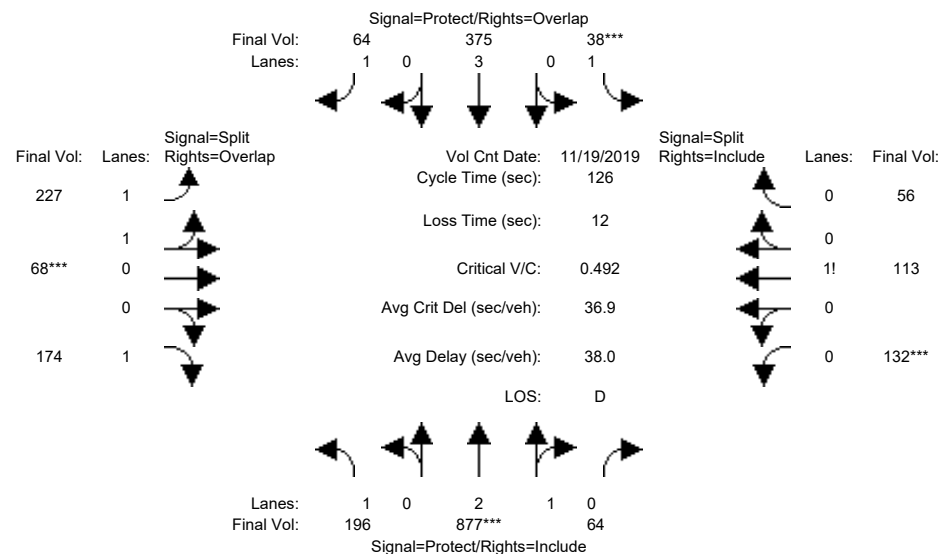 Signal=Protect/Rights=Overlap
Final Vol: 64 375 38***
Lanes: 1 0 3 0 1
Signal=Split Signal=Split
Final Vol: Lanes: Rights=Overlap Vol Cnt Date: 11/19/2019 Rights=Include Lanes: Final Vol:
Cycle Time (sec): 126
227 1 0 56
Loss Time (sec): 12
1 0
68*** 0 Critical V/C: 0.492 1! 113
0 Avg Crit Del (sec/veh): 36.9 0
174 1 Avg Delay (sec/veh): 38.0 0 132***
LOS: D
Lanes: 1 0 2 1 0
Final Vol: 196 877*** 64
Signal=Protect/Rights=Include